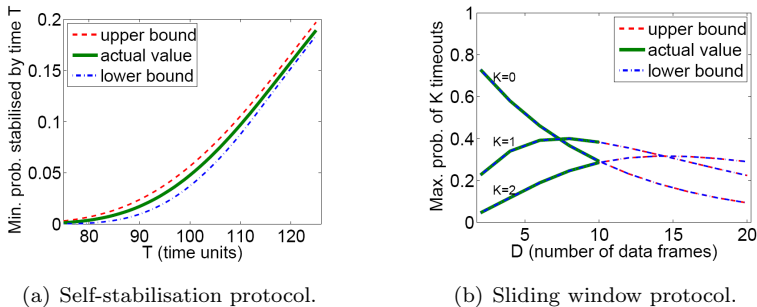 Min. prob. stabilised by time T
0.2
0.15
0.1
0.05
0
80
90
100
110
120
T (time units)
upper bound
actual value
lower bound
(a) Self-stabilisation protocol.
Max. prob. of K timeouts
1
0.8
0.6
0.4
0.2
0
5
10
15
20
D (number of data frames)
upper bound
actual value
lower bound
K=0
K=1
K=2
(b) Sliding window protocol.